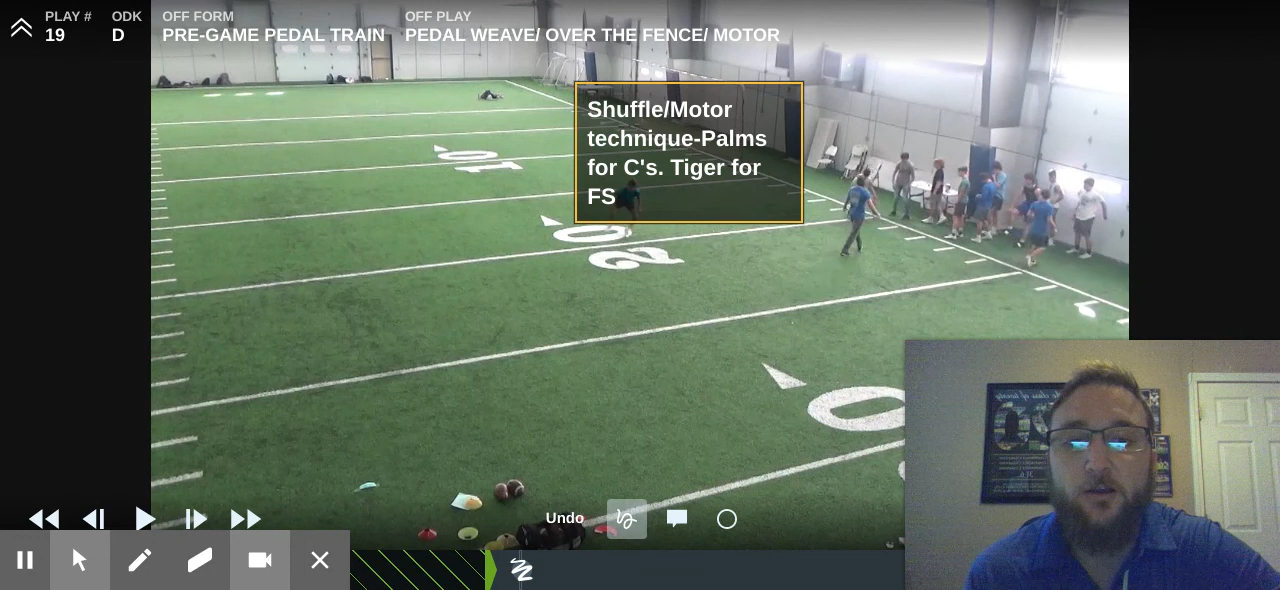 PLAY # ODK OFF FORM OFF PLAY
19 D PRE-GAME PEDAL TRAIN PEDAL WEAVE/ OVER THE FENCE/ MOTOR
Shuffle/Motor
technique-Palms
for C's. Tiger for
FS
10
20
0
Undo